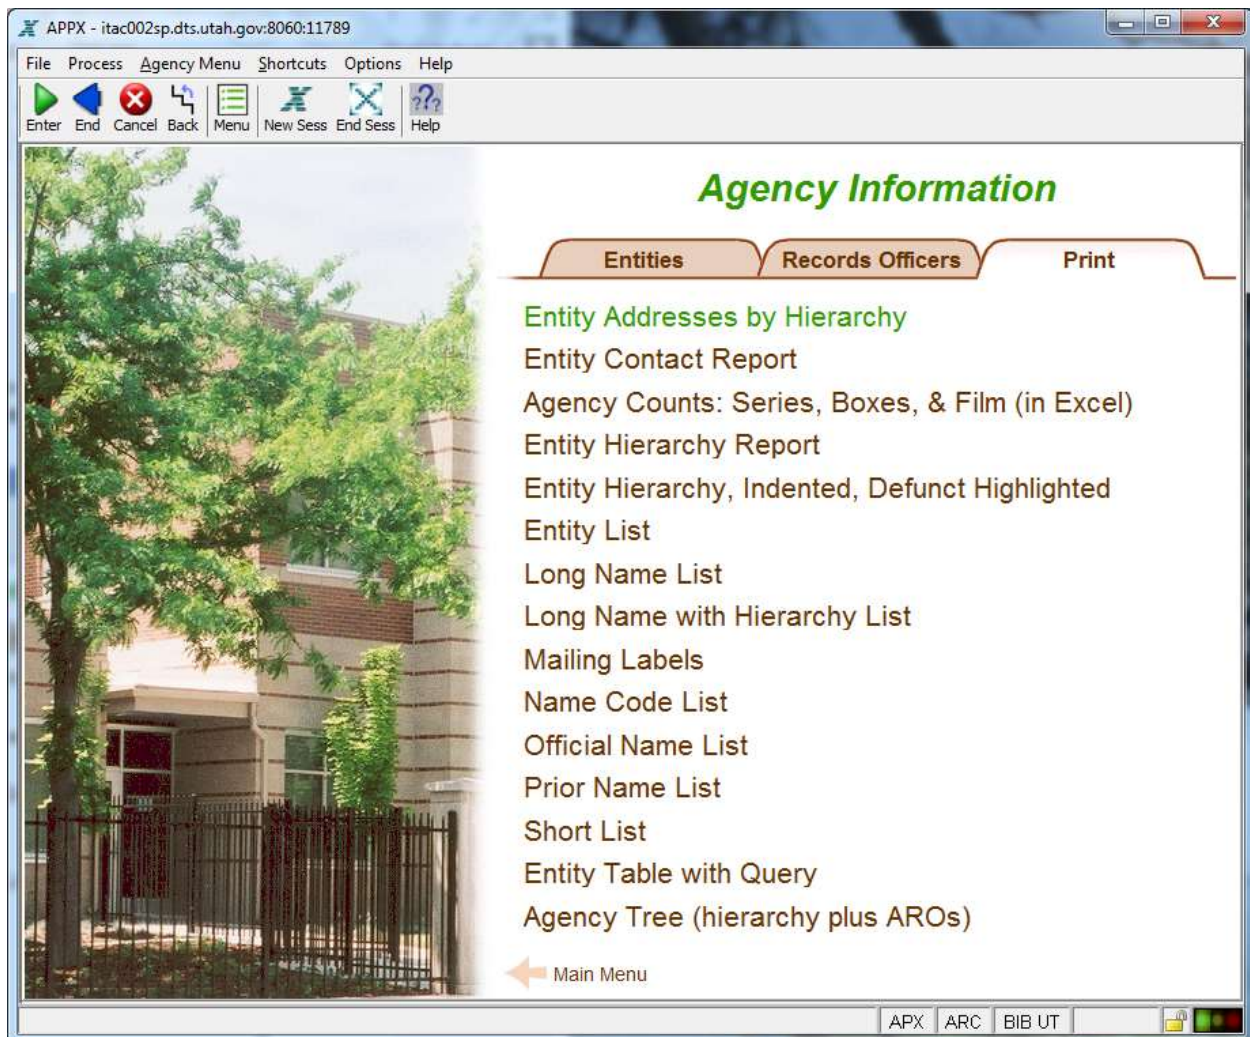 APPX - itac002sp.dts.utah.gov:8060:11789
File Process Agency Menu Shortcuts Options Help
Enter End Cancel Back Menu New Sess End Sess Help
Agency Information
Entities Records Officers Print
Entity Addresses by Hierarchy
Entity Contact Report
Agency Counts: Series, Boxes, & Film (in Excel)
Entity Hierarchy Report
Entity Hierarchy, Indented, Defunct Highlighted
Entity List
Long Name List
Long Name with Hierarchy List
Mailing Labels
Name Code List
Official Name List
Prior Name List
Short List
Entity Table with Query
Agency Tree (hierarchy plus AROs)
Main Menu
APX ARC BIB UT